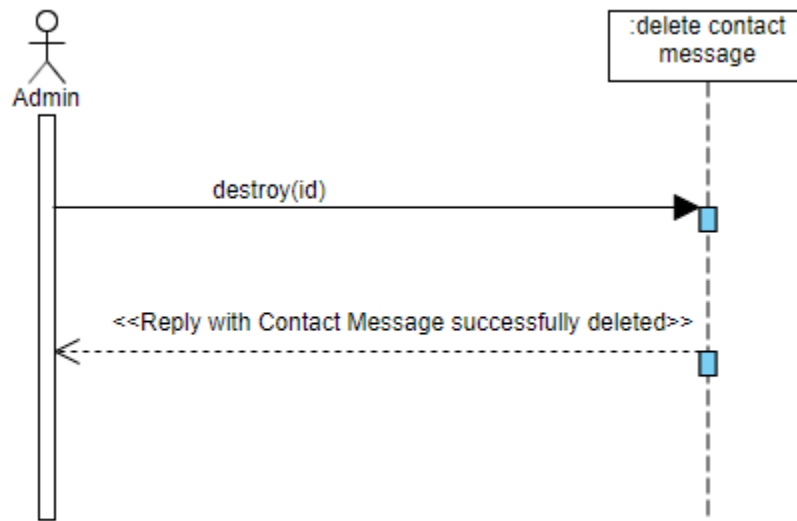 :delete contact
message
Admin
destroy(id)
<<Reply with Contact Message successfully deleted>>